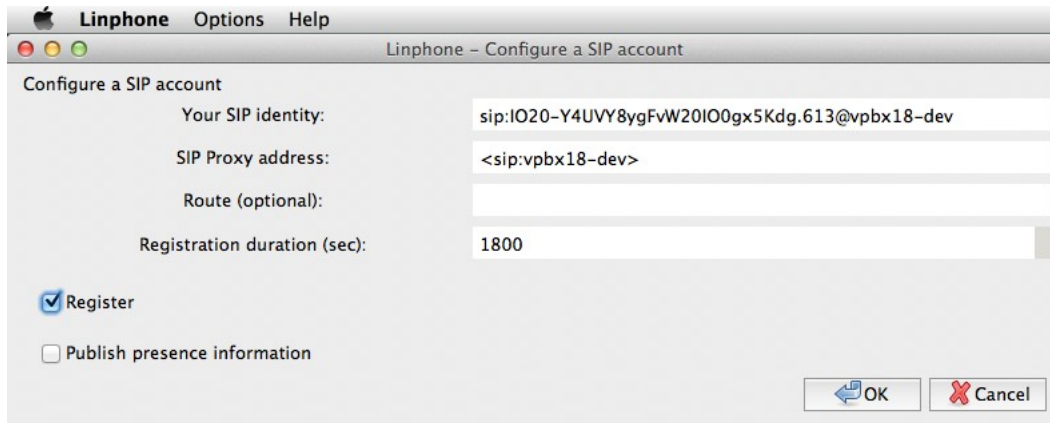 Linphone Options Help
Linphone – Configure a SIP account
Configure a SIP account
Your SIP identity: sip:IO20-Y4UVY8ygFvW20IO0gx5Kdg.613@vpbx18-dev
SIP Proxy address: <sip:vpbx18-dev>
Route (optional):
Registration duration (sec): 1800
Register
Publish presence information
OK Cancel